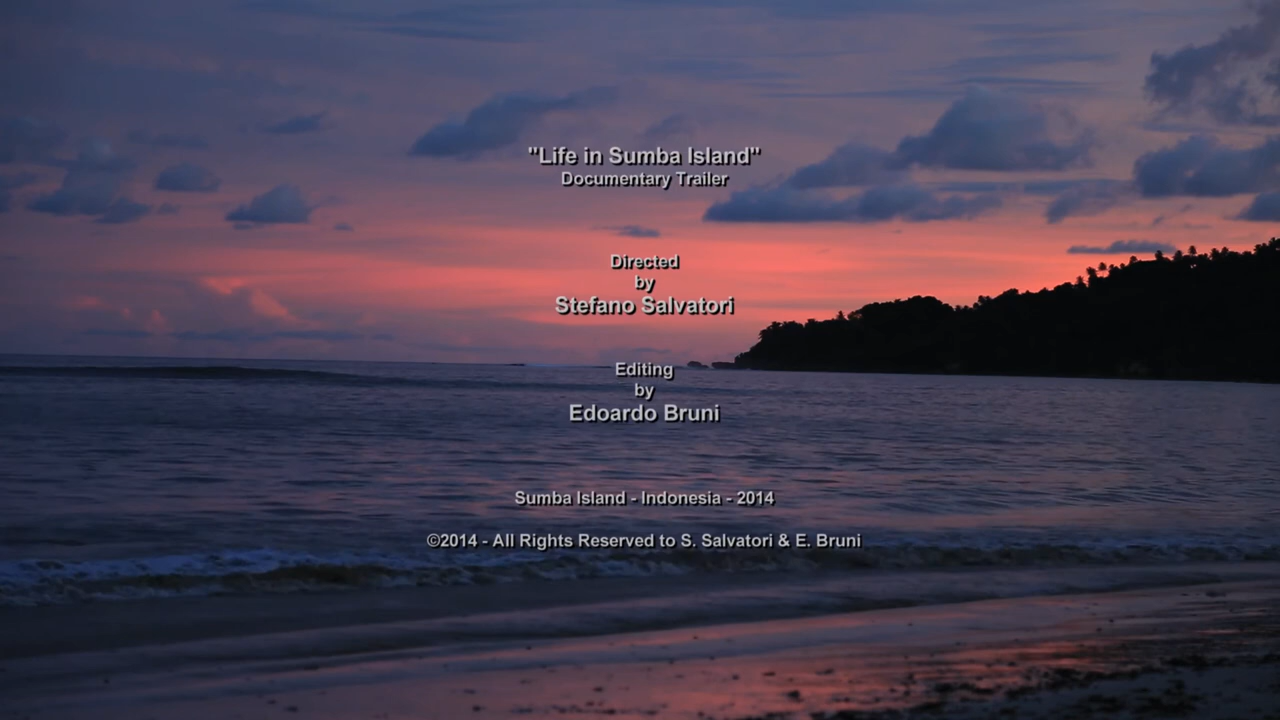 "Life in Sumba Island"
Documentary Trailer
Directed
by
Stefano Salvatori
Editing
by
Edoardo Bruni
Sumba Island - Indonesia - 2014
©2014 - All Rights Reserved to S. Salvatori & E. Bruni